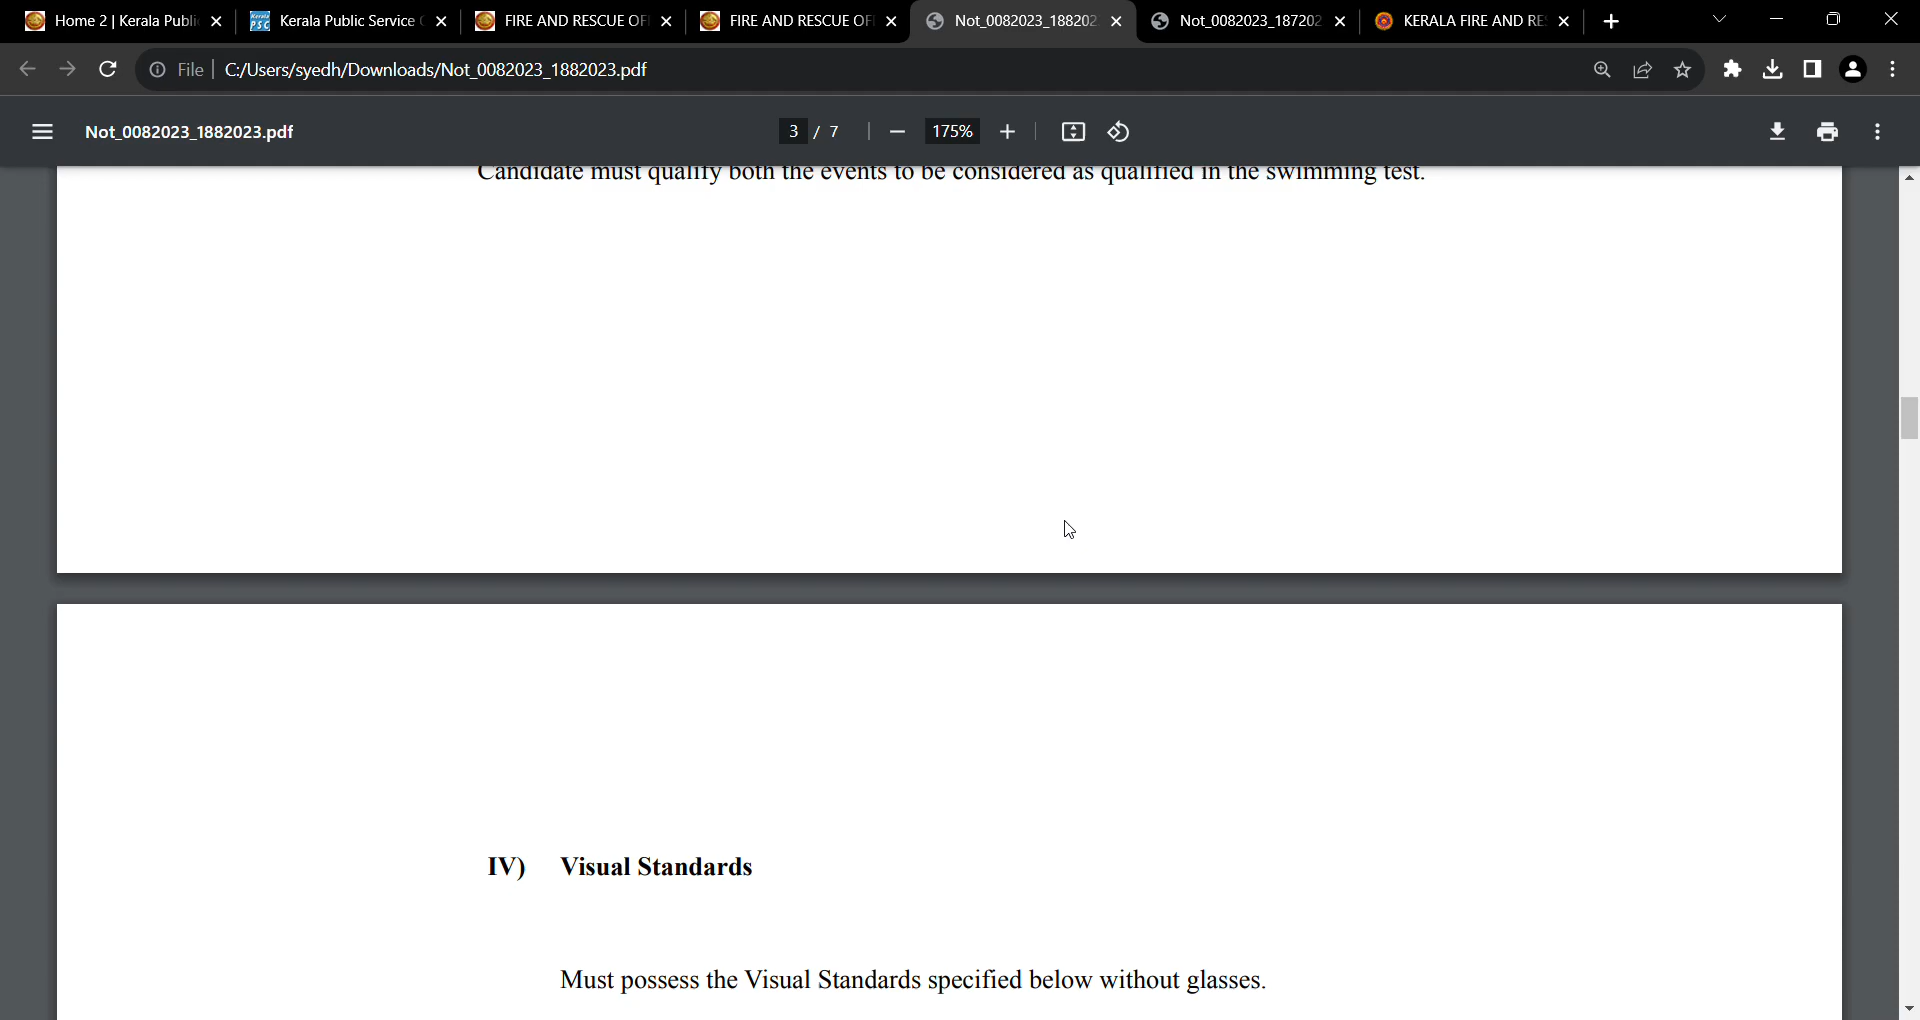 Home 2 | Kerala Publi
Kerala Public Service
FIRE AND RESCUE OF
FIRE AND RESCUE OF
Not_0082023_18820
Not_0082023_18720
KERALA FIRE AND RE
File
C:/Users/syedh/Downloads/Not_0082023_1882023.pdf
Not_0082023_1882023.pdf
3 / 7
175%
Candidate must qualify both the events to be considered as qualified in the swimming test.
IV) Visual Standards
Must possess the Visual Standards specified below without glasses.